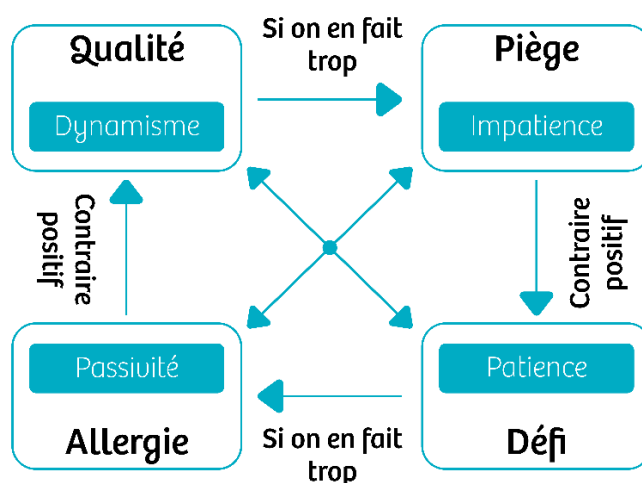 Qualité
Si on en fait
trop
Piège
Dynamisme
Impatience
Contraire
positif
Contraire
positif
Passivité
Patience
Allergie
Si on en fait
trop
Défi